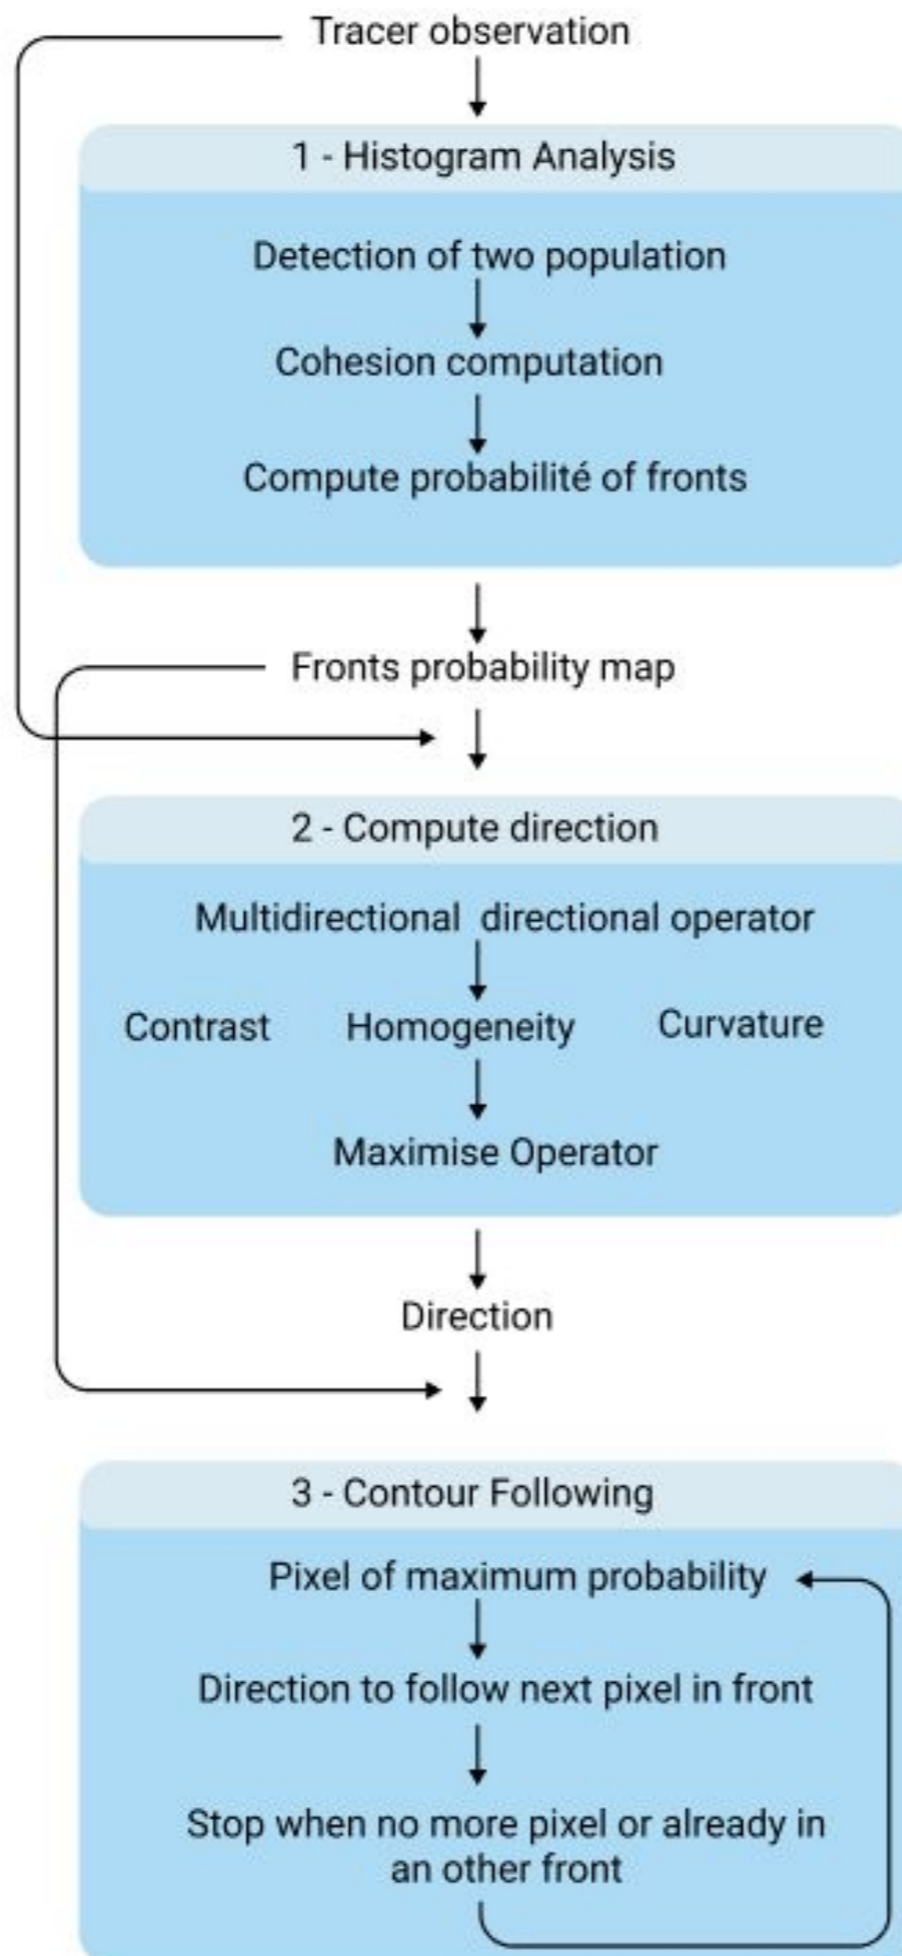 Tracer observation
1 - Histogram Analysis
Detection of two population
Cohesion computation
Compute probabilité of fronts
Fronts probability map
2 - Compute direction
Multidirectional directional operator
Contrast Homogeneity Curvature
Maximise Operator
Direction
3 - Contour Following
Pixel of maximum probability
Direction to follow next pixel in front
Stop when no more pixel or already in
an other front